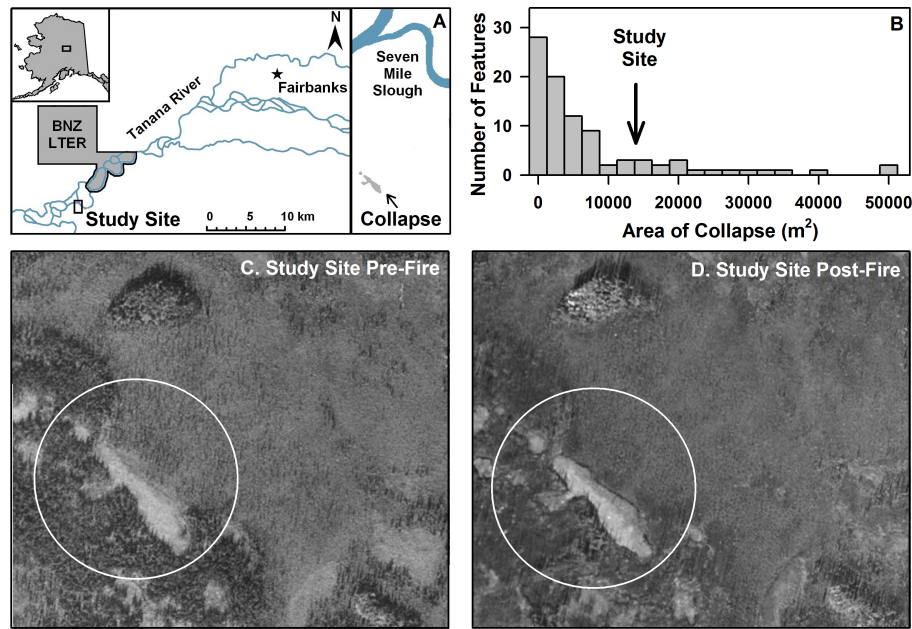 N
A
Seven
Mile
Slough
Fairbanks
Tanana River
BNZ
LTER
Study Site
0 5 10 km
Collapse
B
Study
Site
Number of Features
30
20
10
0
0 10000 20000 30000 40000 50000
Area of Collapse (m²)
C. Study Site Pre-Fire
D. Study Site Post-Fire